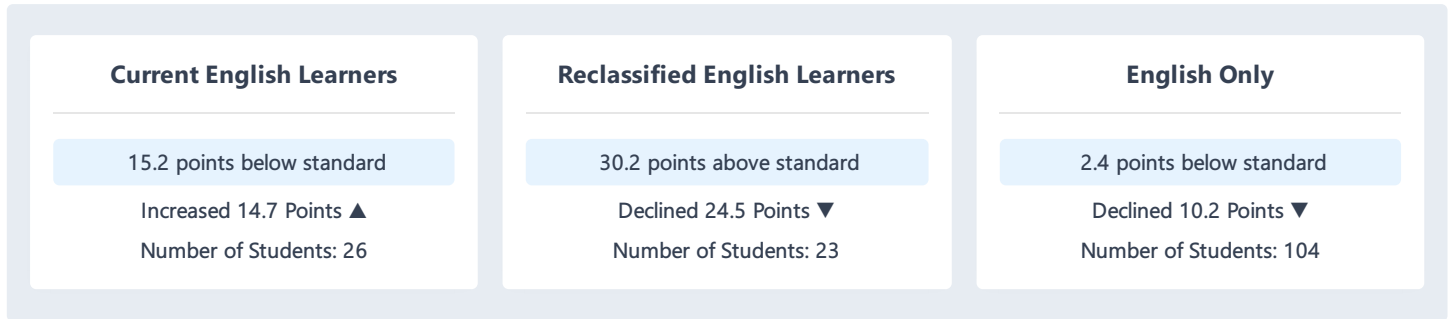 Current English Learners
15.2 points below standard
Increased 14.7 Points ▲
Number of Students: 26
Reclassified English Learners
30.2 points above standard
Declined 24.5 Points ▼
Number of Students: 23
English Only
2.4 points below standard
Declined 10.2 Points ▼
Number of Students: 104